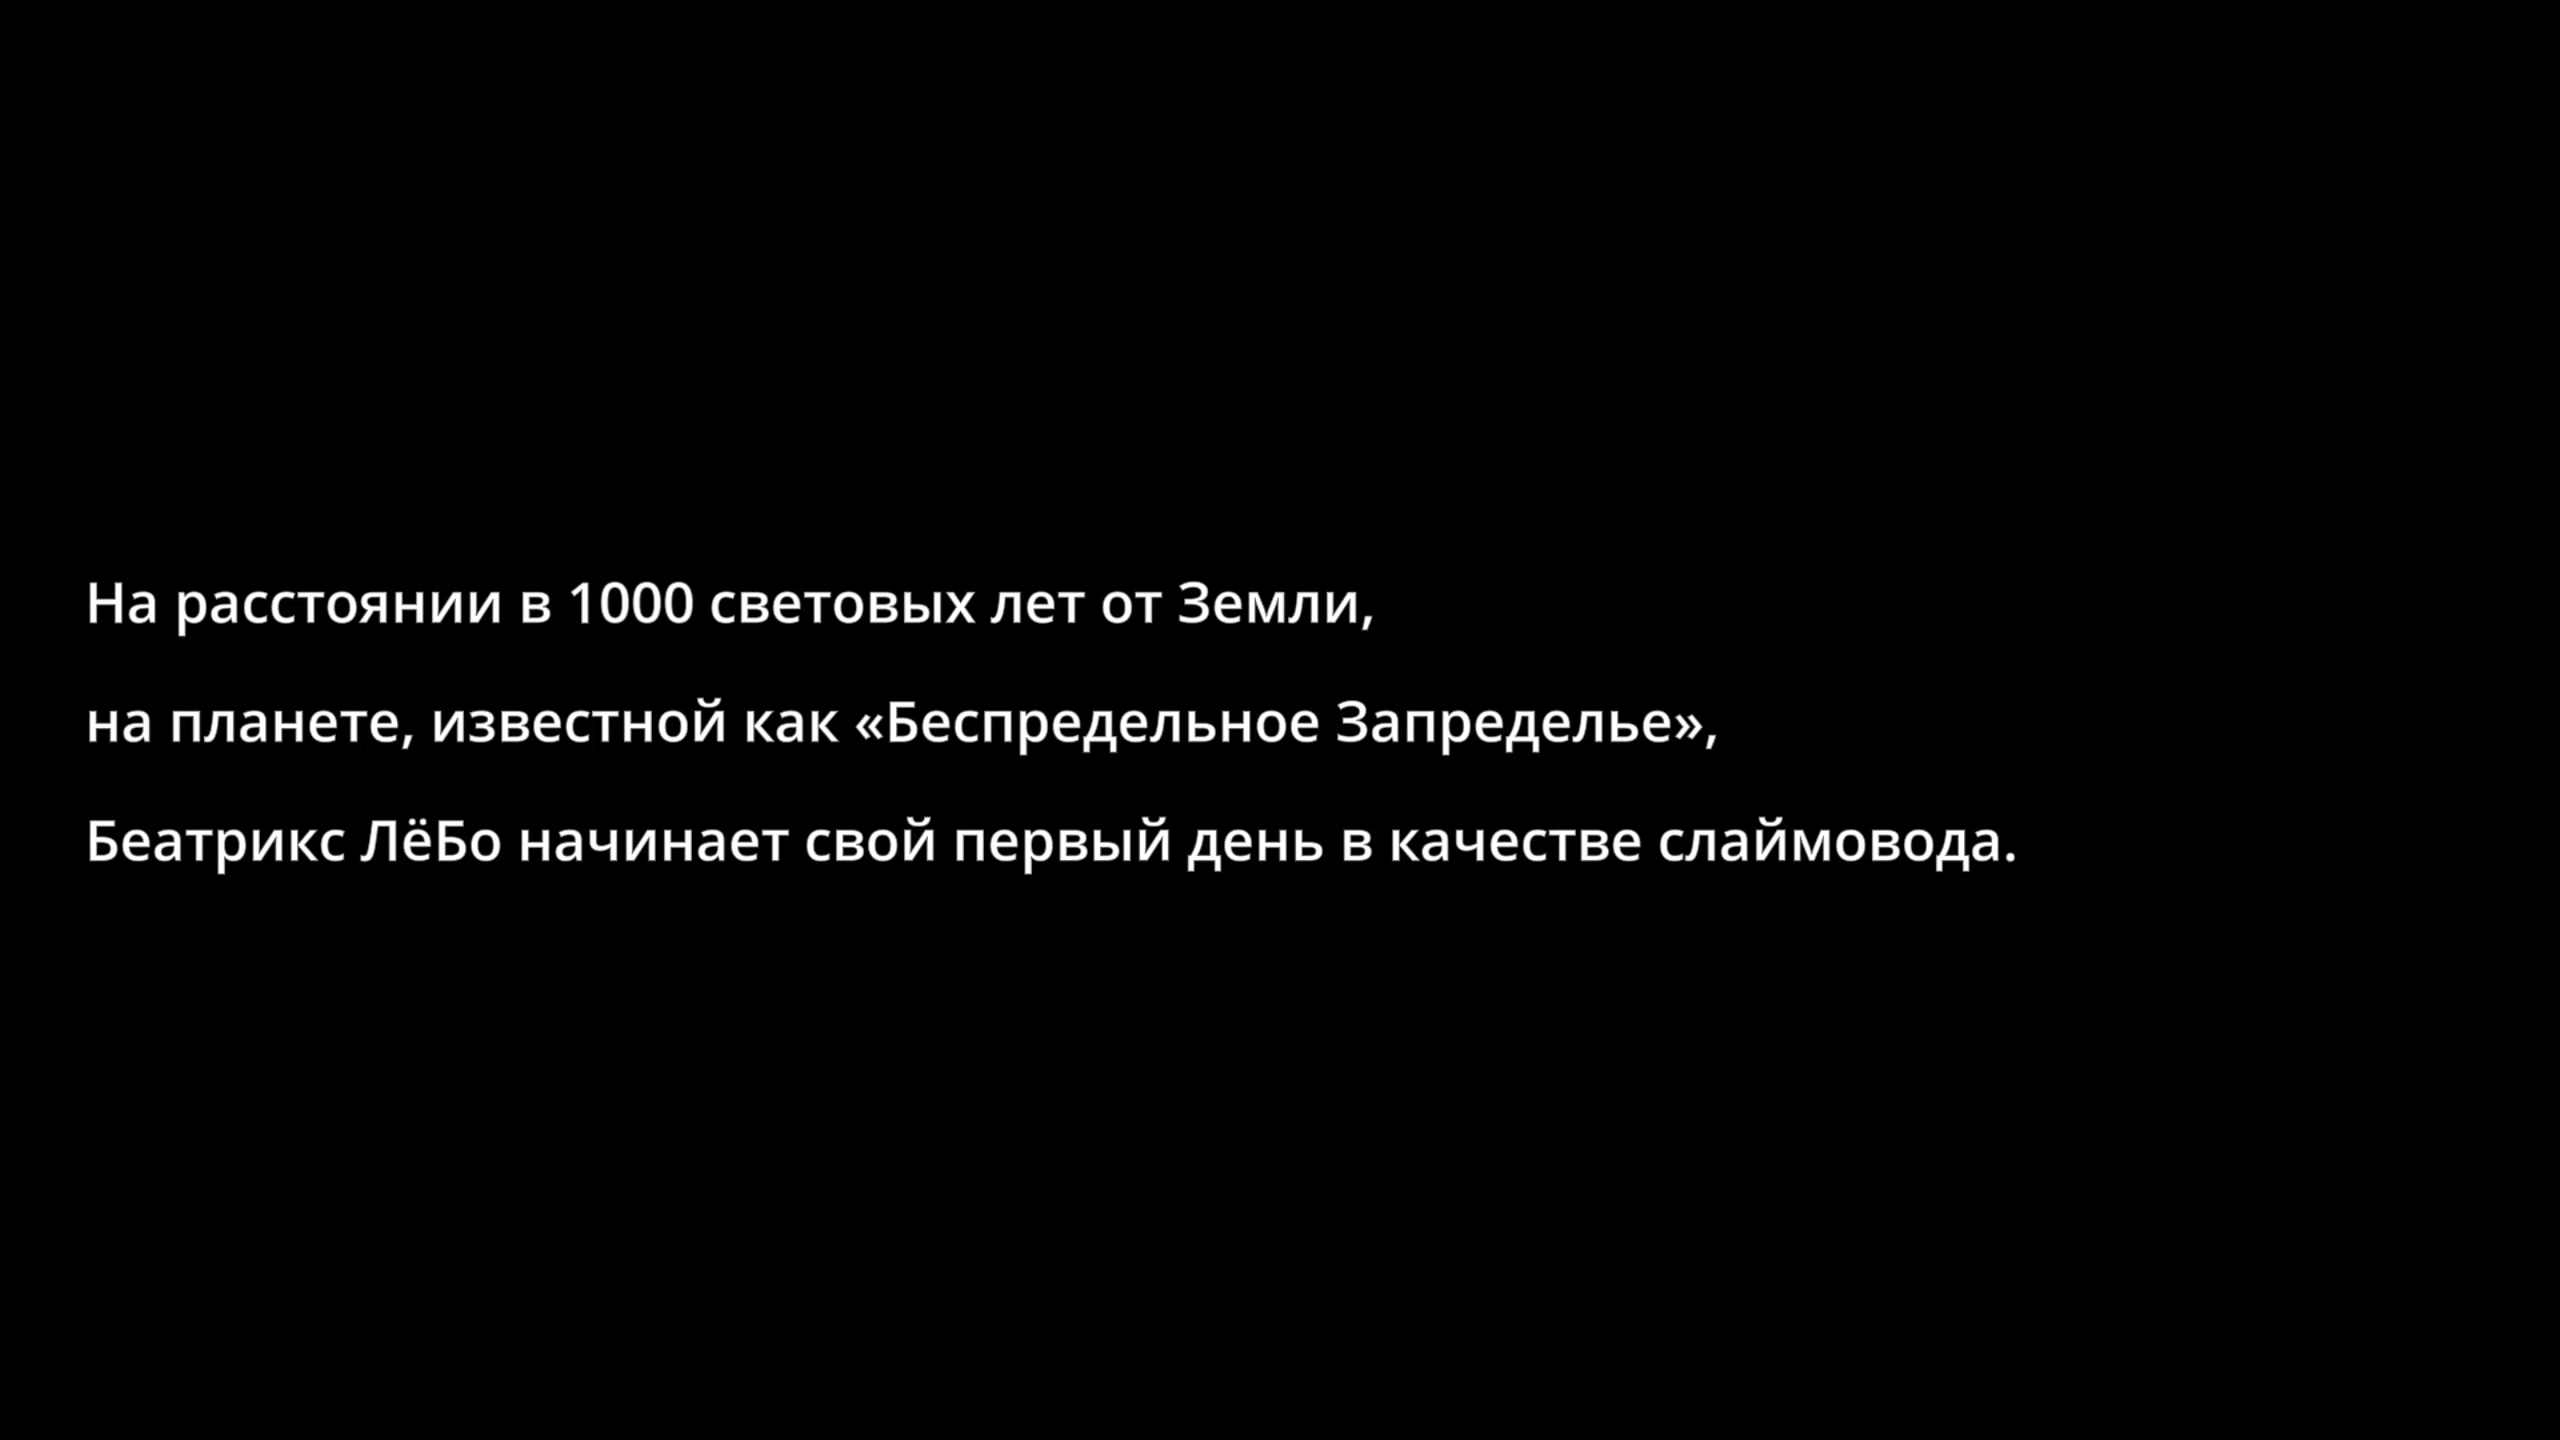 На расстоянии в 1000 световых лет от Земли,
на планете, известной как «Беспредельное Запределье»,
Беатрикс ЛёБо начинает свой первый день в качестве слаймовода.